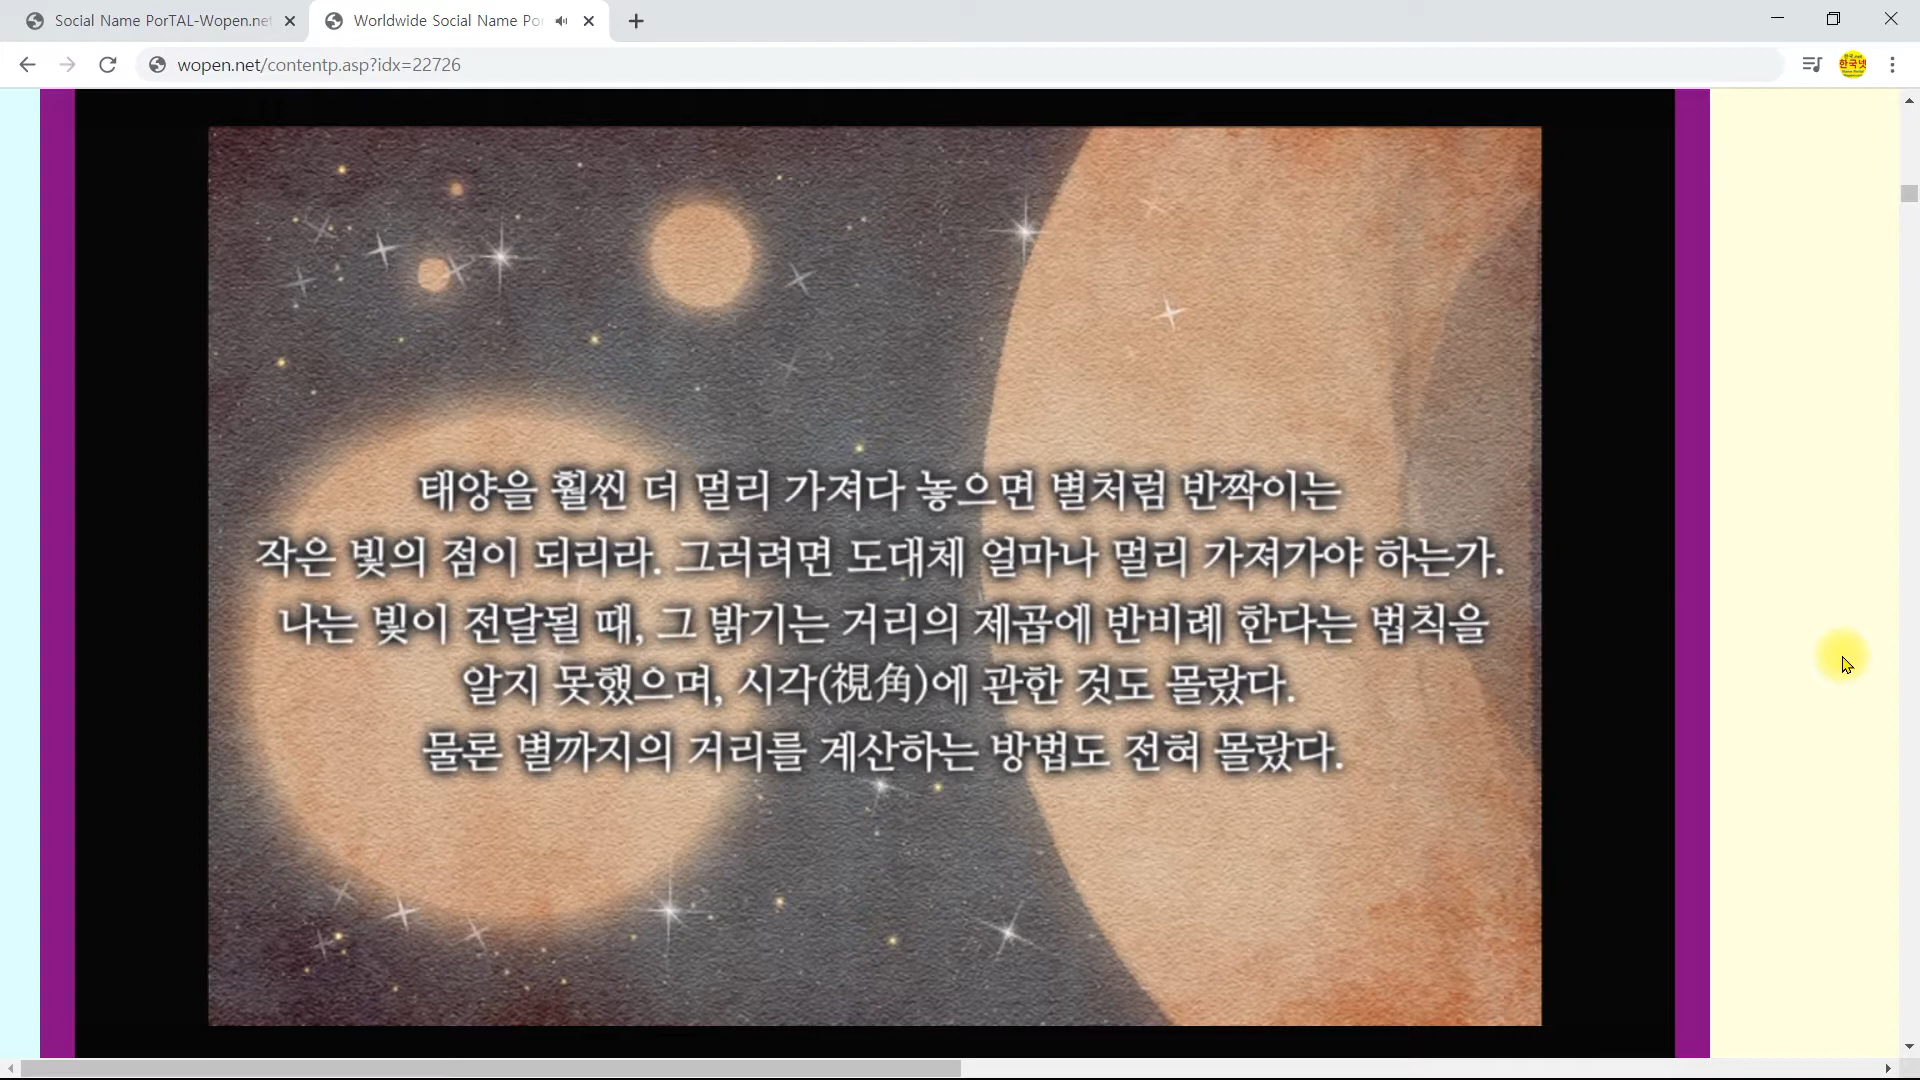 Social Name PorTAL-Wopen.net
Worldwide Social Name Po
wopen.net/contentp.asp?idx=22726
한국넷
태양을 훨씬 더 멀리 가져다 놓으면 별처럼 반짝이는
작은 빛의 점이 되리라. 그러려면 도대체 얼마나 멀리 가져가야 하는가.
나는 빛이 전달될 때, 그 밝기는 거리의 제곱에 반비례 한다는 법칙을
알지 못했으며, 시각(視角)에 관한 것도 몰랐다.
물론 별까지의 거리를 계산하는 방법도 전혀 몰랐다.